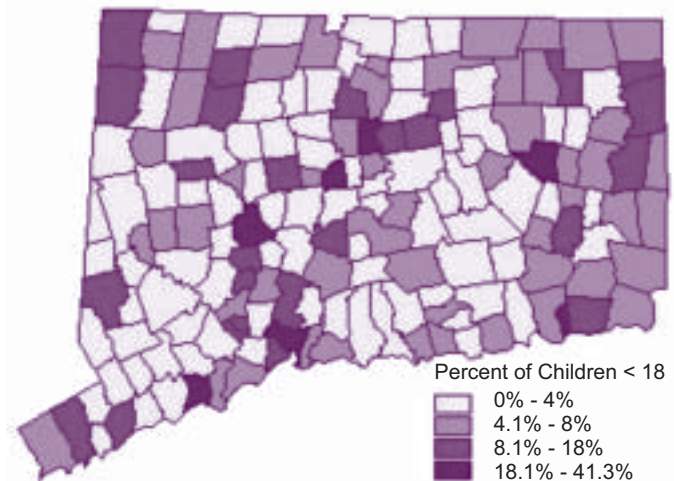 Percent of Children < 18
0% - 4%
4.1% - 8%
8.1% - 18%
18.1% - 41.3%